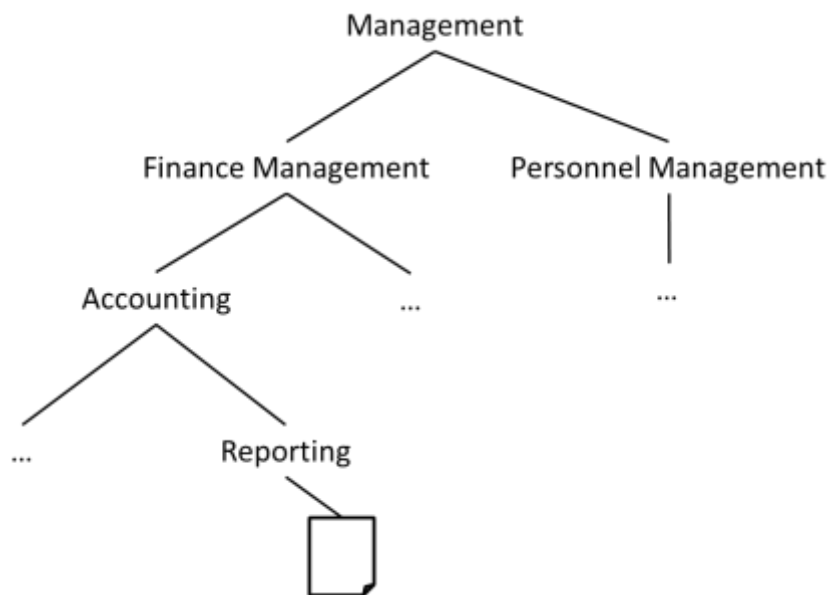 Management
Finance Management Personnel Management
Accounting ... ...
... Reporting